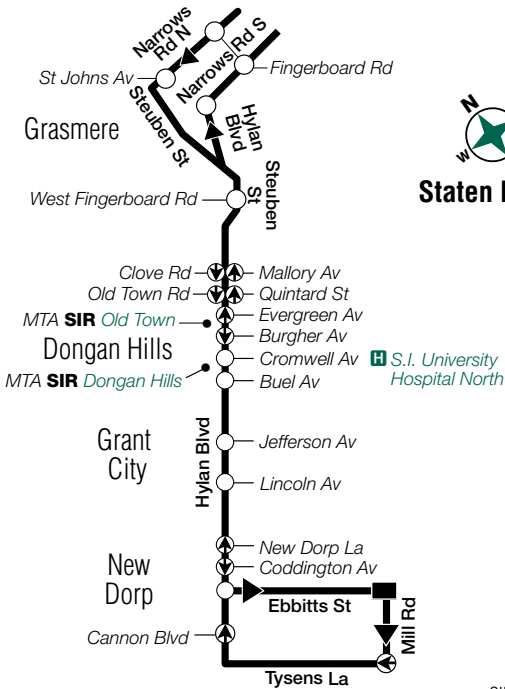 Narrows
Rd N
Narrows Rd S
St Johns Av
Fingerboard Rd
Steuben St
Hylan
Blvd
Grasmere
N
W
Staten
West Fingerboard Rd
Steuben
St
Clove Rd
Mallory Av
Old Town Rd
Quintard St
MTA SIR Old Town
Evergreen Av
Burgher Av
Dongan Hills
Cromwell Av
H S.I. University
Hospital North
MTA SIR Dongan Hills
Buel Av
Grant
City
Hylan Blvd
Jefferson Av
Lincoln Av
New Dorp La
Coddington Av
New
Dorp
Ebbitts St
Mill Rd
Cannon Blvd
Tysens La